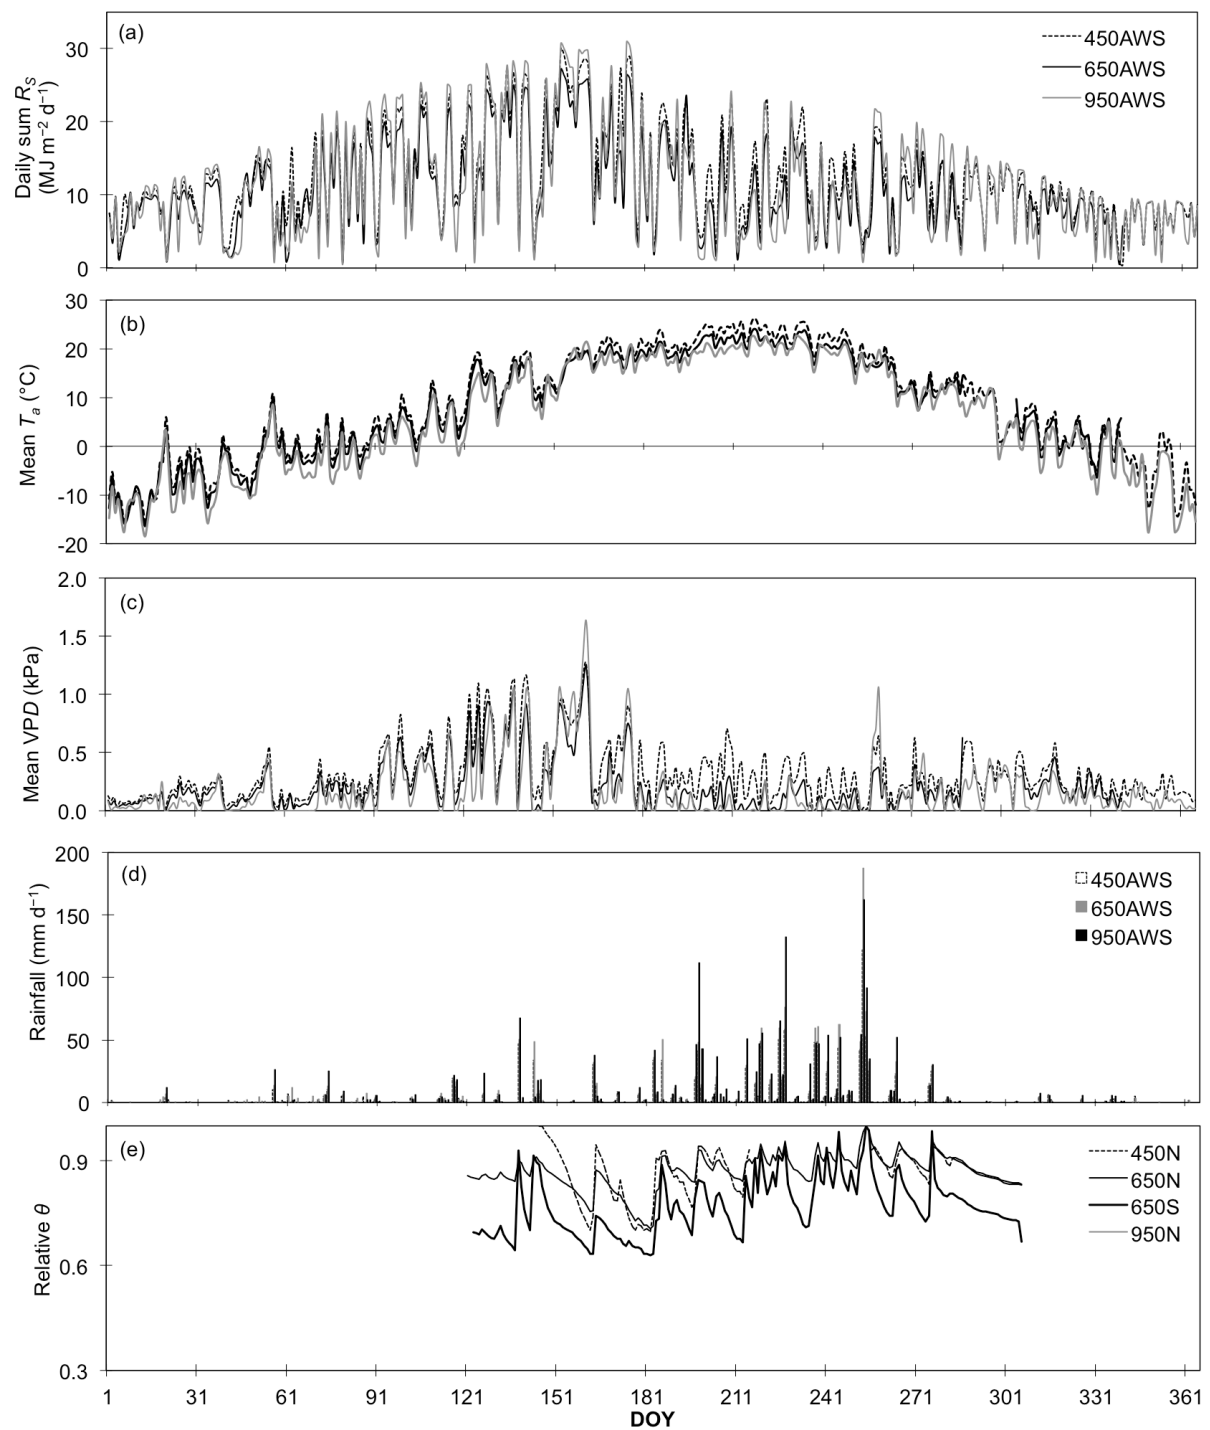 (a)
450AWS
650AWS
950AWS
Daily sum R_S
(MJ m⁻² d⁻¹)
30
20
10
0
(b)
Mean T_a (°C)
30
20
10
0
-10
-20
(c)
Mean VPD (kPa)
2.0
1.5
1.0
0.5
0.0
(d)
450AWS
650AWS
950AWS
Rainfall (mm d⁻¹)
200
150
100
50
0
(e)
450N
650N
650S
950N
Relative θ
0.9
0.6
0.3
1 31 61 91 121 151 181 211 241 271 301 331 361
DOY